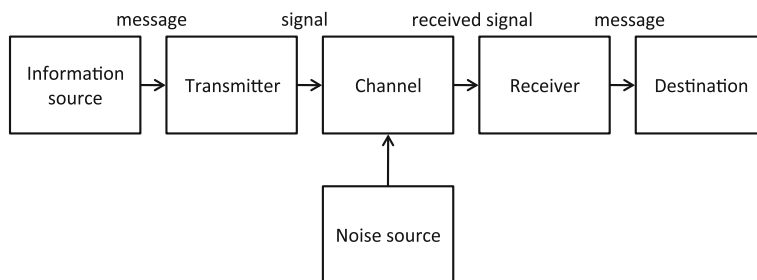 message
signal
received signal
message
Information
source
Transmitter
Channel
Receiver
Destination
Noise source